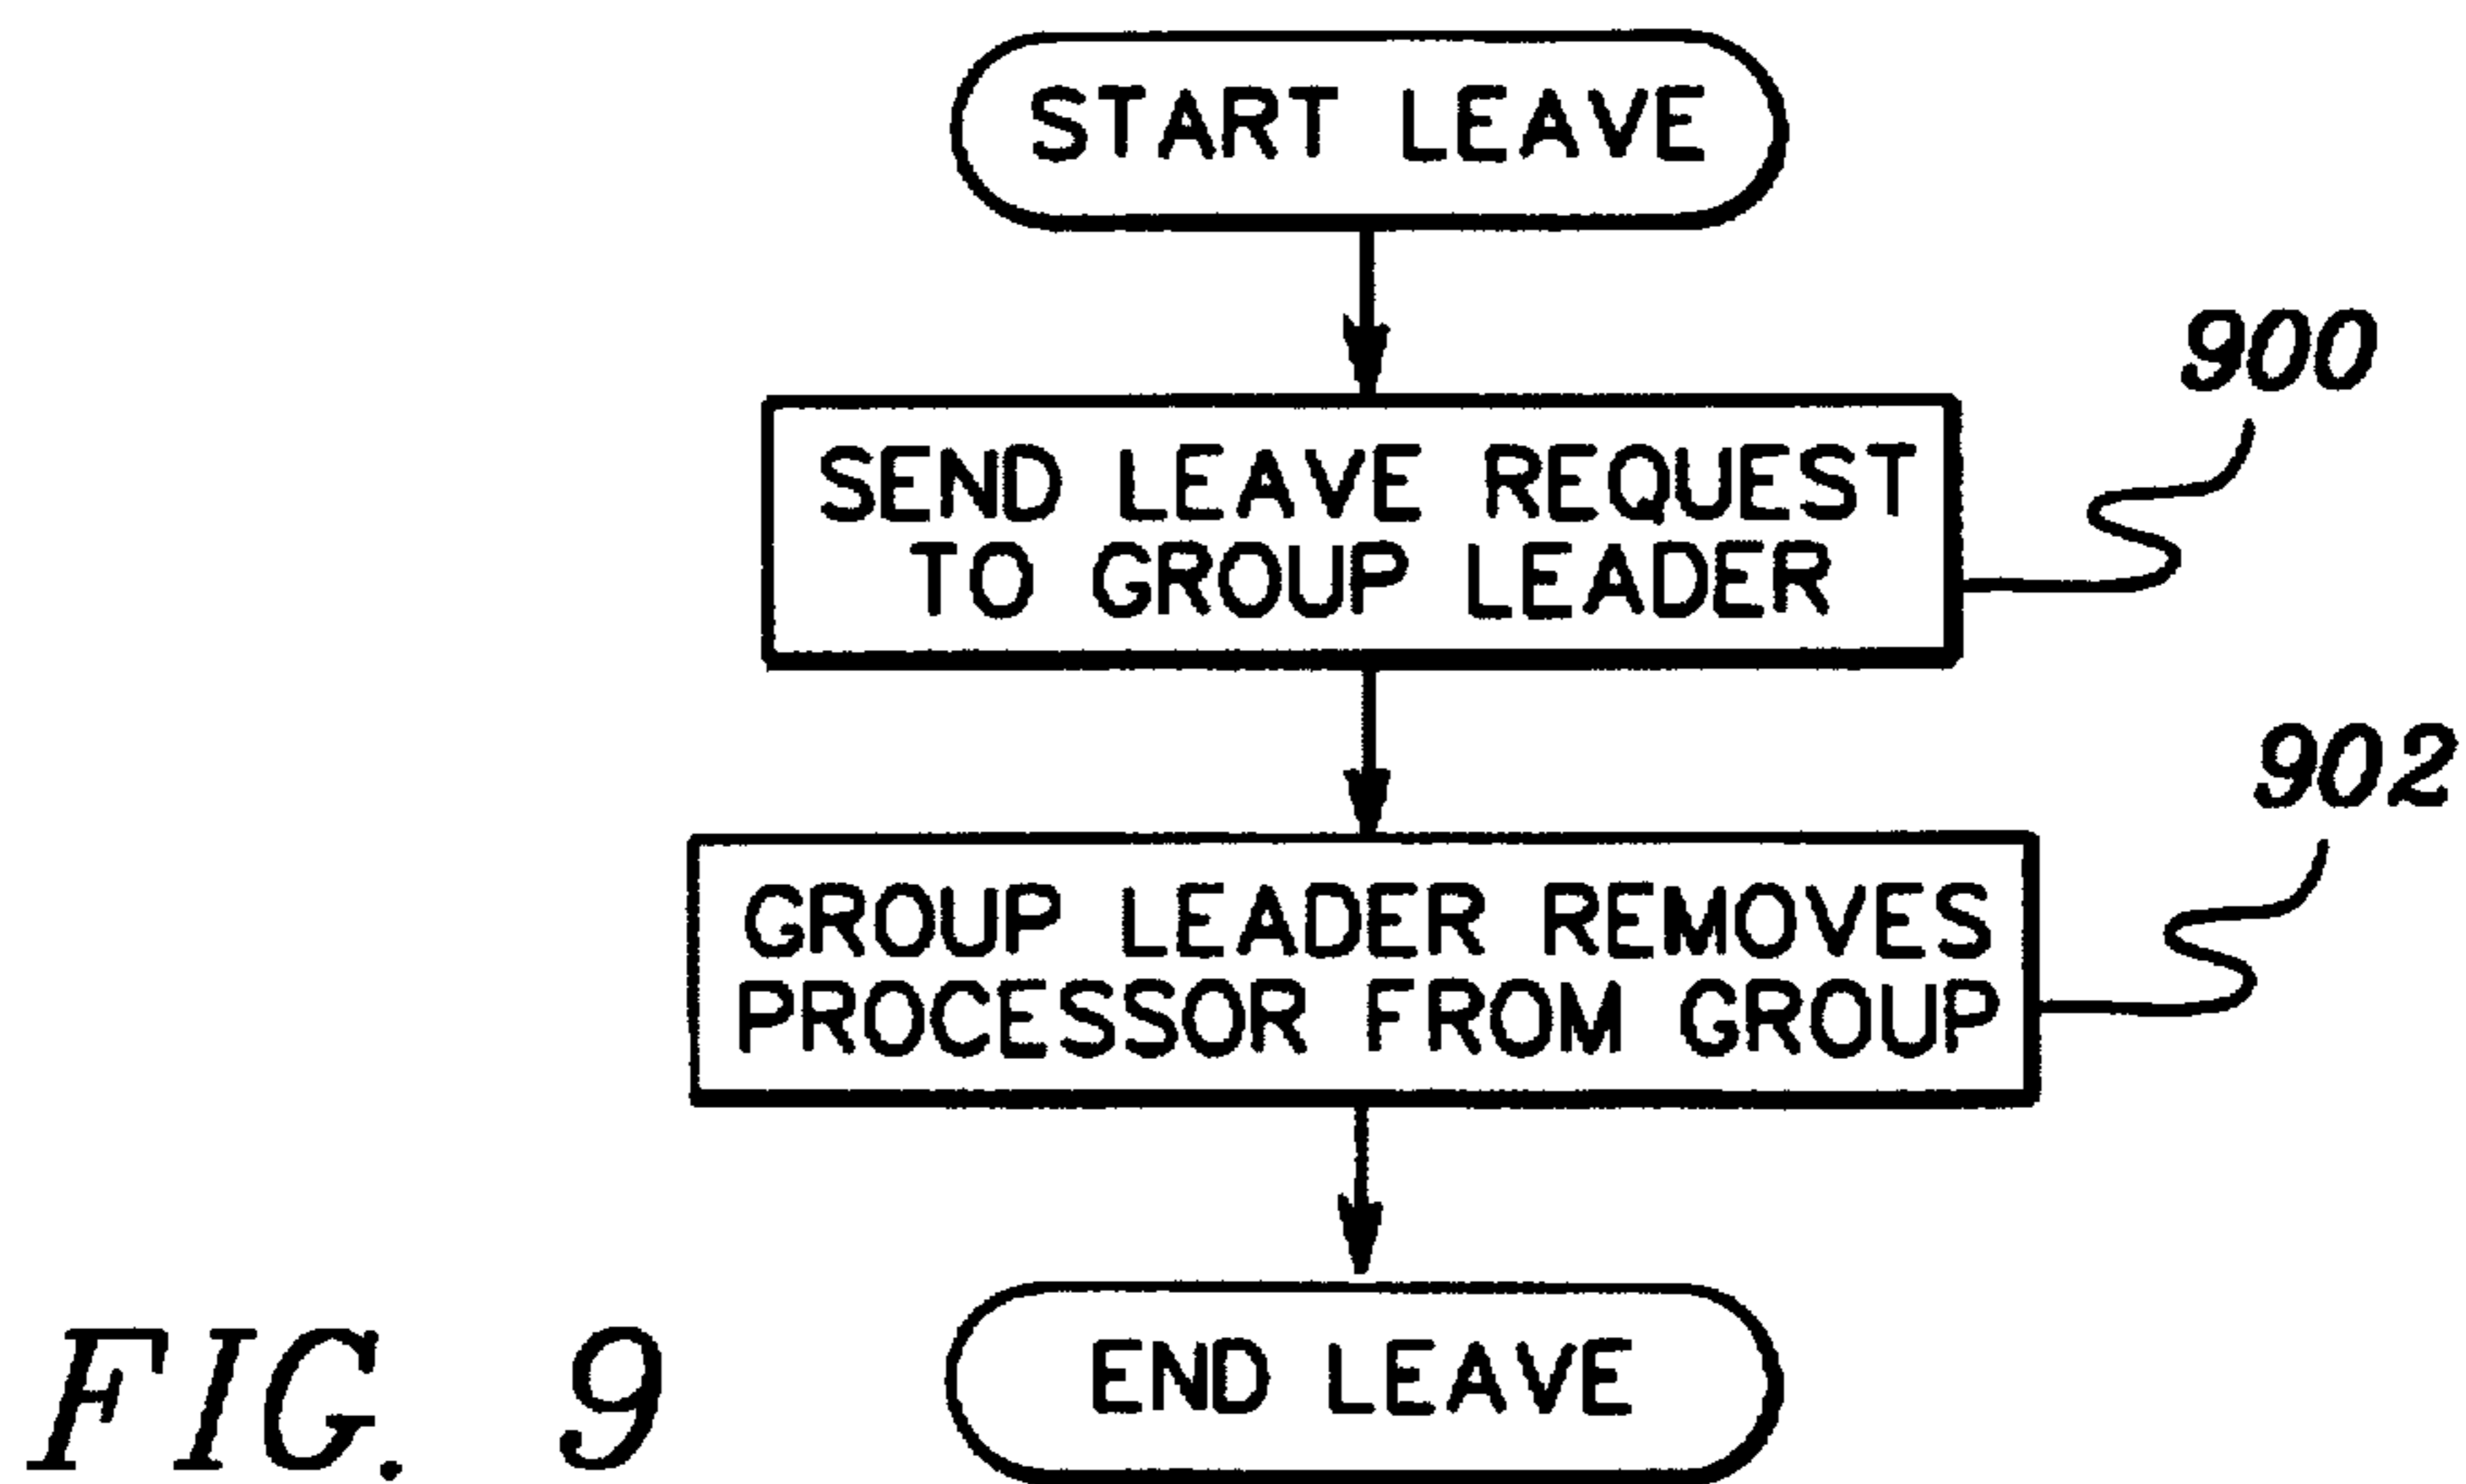 START LEAVE
900
SEND LEAVE REQUEST
TO GROUP LEADER
902
GROUP LEADER REMOVES
PROCESSOR FROM GROUP
END LEAVE
FIG. 9